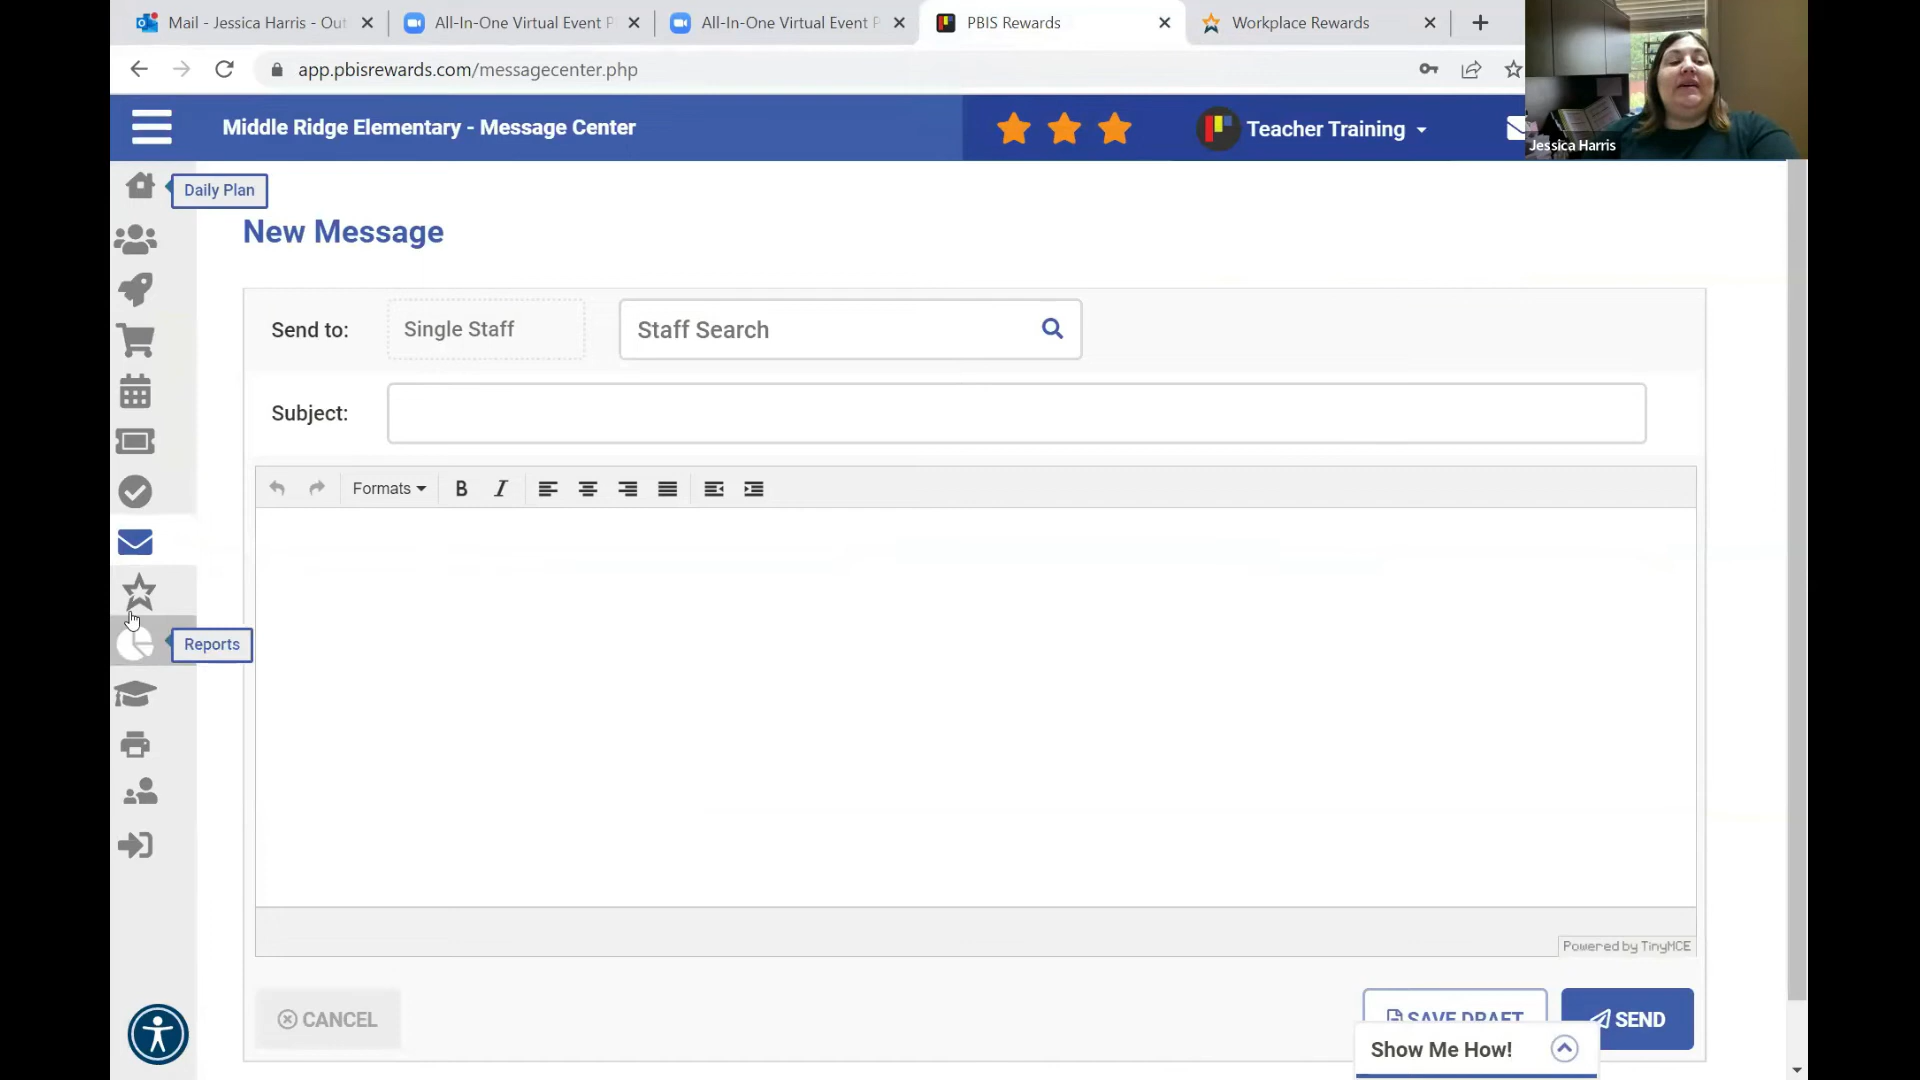 Mail - Jessica Harris - Out
All-In-One Virtual Event P
All-In-One Virtual Event P
PBIS Rewards
Workplace Rewards
app.pbisrewards.com/messagecenter.php
Middle Ridge Elementary - Message Center
Teacher Training
Jessica Harris
Daily Plan
New Message
Send to:
Single Staff
Staff Search
Subject:
Formats
B
I
Reports
Powered by TinyMCE
CANCEL
SAVE DRAFT
SEND
Show Me How!